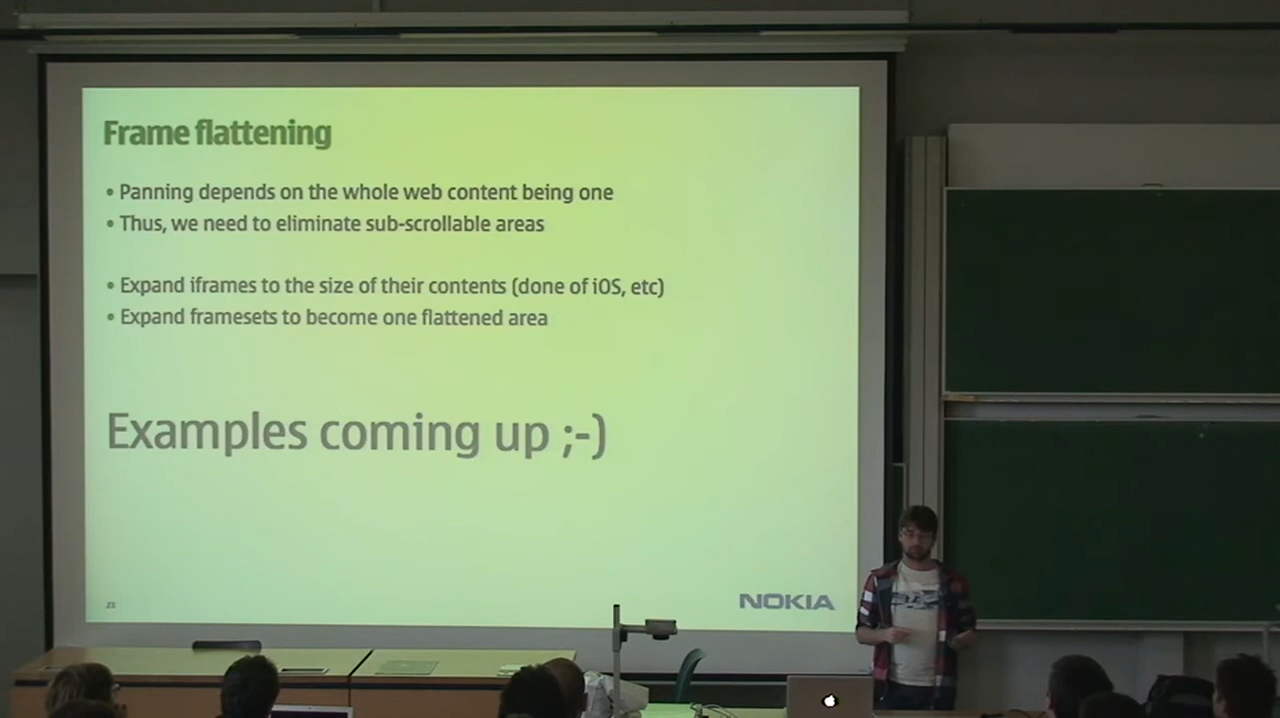 Frame flattening
• Panning depends on the whole web content being one
• Thus, we need to eliminate sub-scrollable areas
• Expand iframes to the size of their contents (done of iOS, etc)
• Expand framesets to become one flattened area
Examples coming up ;-)
23
NOKIA